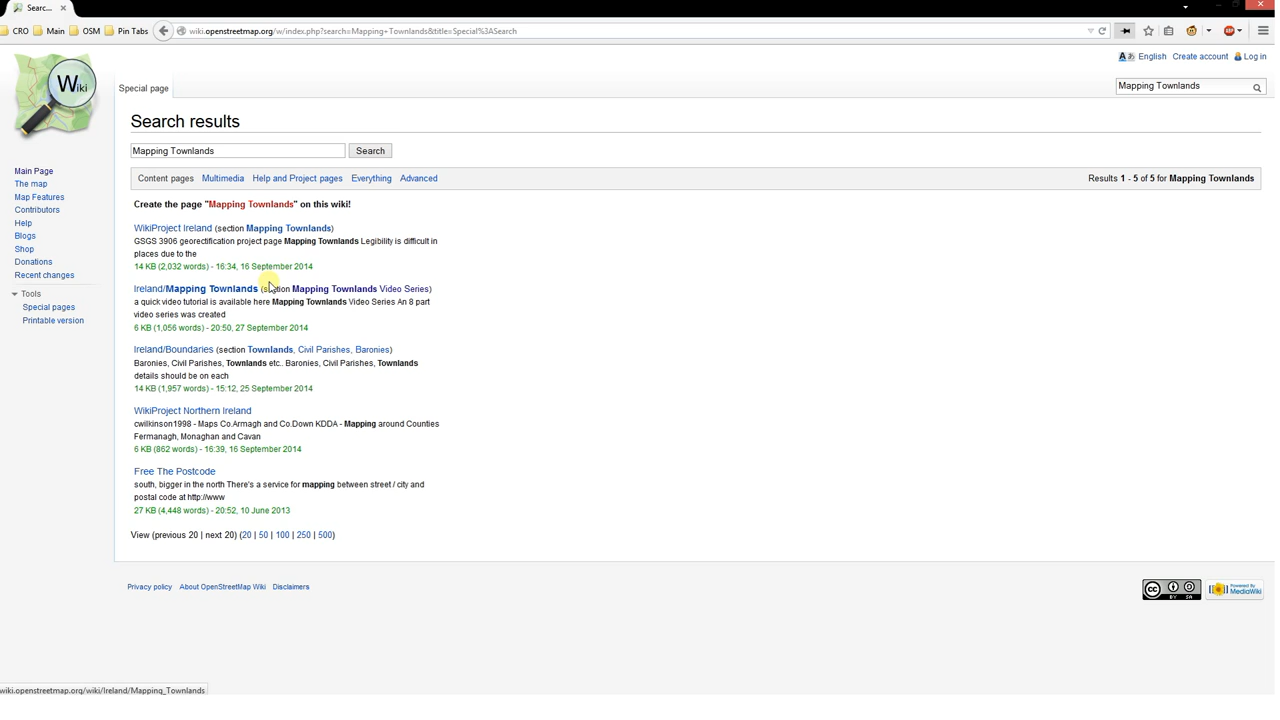 Searc...
CRO Main OSM Pin Tabs wiki.openstreetmap.org/w/index.php?search=Mapping+Townlands&title=Special%3ASearch
English Create account Log in
Wiki
Special page
Mapping Townlands
Search results
Mapping Townlands Search
Main Page
The map
Map Features
Contributors
Help
Blogs
Shop
Donations
Recent changes
Tools
Special pages
Printable version
Content pages Multimedia Help and Project pages Everything Advanced Results 1 - 5 of 5 for Mapping Townlands
Create the page "Mapping Townlands" on this wiki!
WikiProject Ireland (section Mapping Townlands)
GSGS 3906 georectification project page Mapping Townlands Legibility is difficult in
places due to the
14 KB (2,032 words) - 16:34, 16 September 2014
Ireland/Mapping Townlands (section Mapping Townlands Video Series)
a quick video tutorial is available here Mapping Townlands Video Series An 8 part
video series was created
6 KB (1,056 words) - 20:50, 27 September 2014
Ireland/Boundaries (section Townlands, Civil Parishes, Baronies)
Baronies, Civil Parishes, Townlands etc.. Baronies, Civil Parishes, Townlands
details should be on each
14 KB (1,957 words) - 15:12, 25 September 2014
WikiProject Northern Ireland
cwilkinson1998 - Maps Co.Armagh and Co.Down KDDA - Mapping around Counties
Fermanagh, Monaghan and Cavan
6 KB (862 words) - 16:39, 16 September 2014
Free The Postcode
south, bigger in the north There's a service for mapping between street / city and
postal code at http://www
27 KB (4,448 words) - 20:52, 10 June 2013
View (previous 20 | next 20) (20 | 50 | 100 | 250 | 500)
Privacy policy About OpenStreetMap Wiki Disclaimers
cc BY SA
Powered By
MediaWiki
wiki.openstreetmap.org/wiki/Ireland/Mapping_Townlands